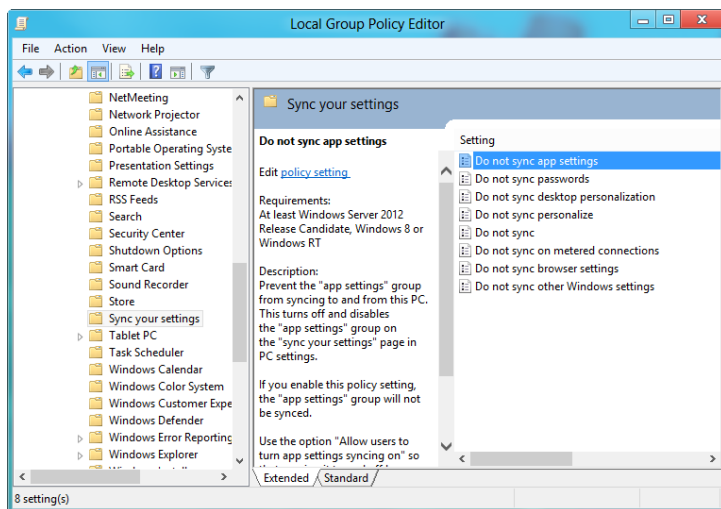 Local Group Policy Editor
File Action View Help
NetMeeting
Network Projector
Online Assistance
Portable Operating Syste
Presentation Settings
Remote Desktop Services
RSS Feeds
Search
Security Center
Shutdown Options
Smart Card
Sound Recorder
Store
Sync your settings
Tablet PC
Task Scheduler
Windows Calendar
Windows Color System
Windows Customer Expe
Windows Defender
Windows Error Reporting
Windows Explorer
Sync your settings
Do not sync app settings
Edit policy setting
Requirements:
At least Windows Server 2012
Release Candidate, Windows 8 or
Windows RT
Description:
Prevent the "app settings" group
from syncing to and from this PC.
This turns off and disables
the "app settings" group on
the "sync your settings" page in
PC settings.
If you enable this policy setting,
the "app settings" group will not
be synced.
Use the option "Allow users to
turn app settings syncing on" so
Setting
Do not sync app settings
Do not sync passwords
Do not sync desktop personalization
Do not sync personalize
Do not sync
Do not sync on metered connections
Do not sync browser settings
Do not sync other Windows settings
Extended Standard
8 setting(s)